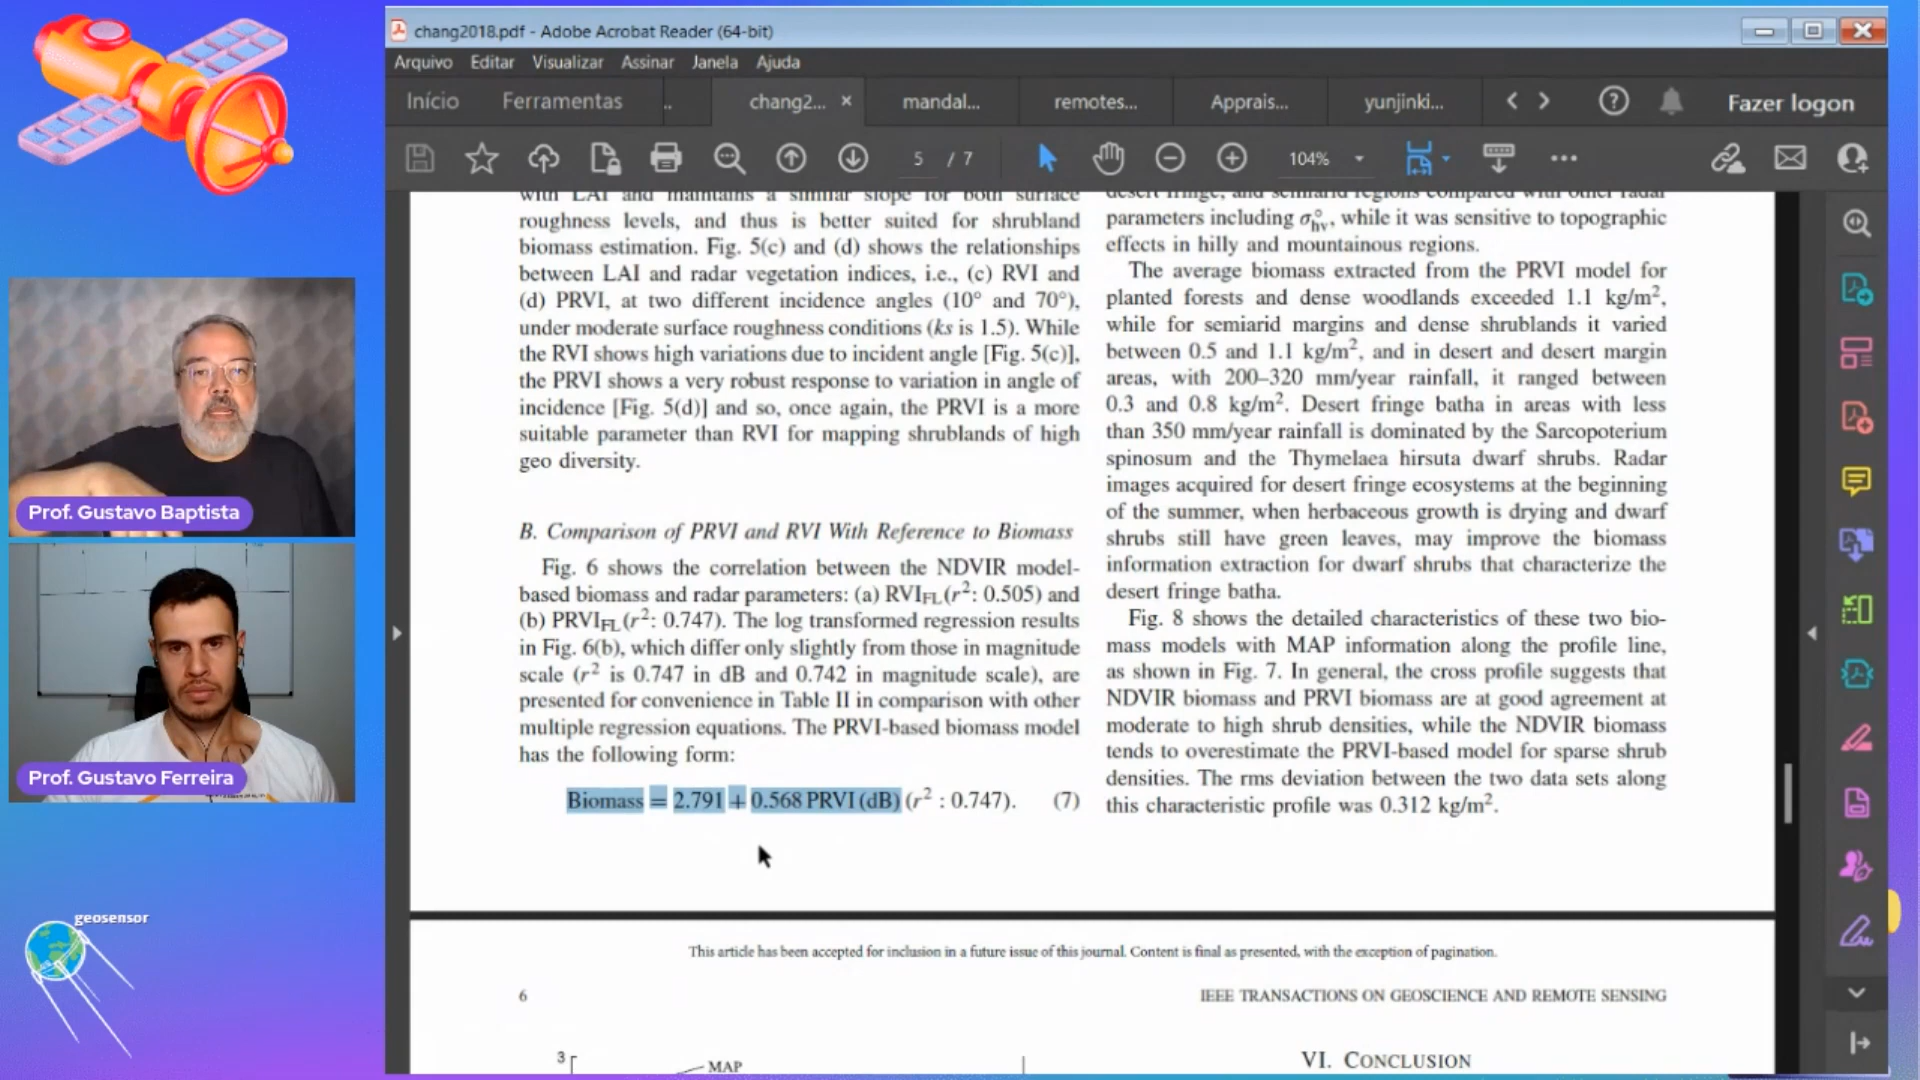 chang2018.pdf - Adobe Acrobat Reader (64-bit)
Arquivo Editar Visualizar Assinar Janela Ajuda
Início Ferramentas .. chang2... × mandal... remotes... Apprais... yunjinki... Fazer logon
5 / 7 104%
with LAI and maintains a similar slope for both surface
roughness levels, and thus is better suited for shrubland
biomass estimation. Fig. 5(c) and (d) shows the relationships
between LAI and radar vegetation indices, i.e., (c) RVI and
(d) PRVI, at two different incidence angles (10° and 70°),
under moderate surface roughness conditions (ks is 1.5). While
the RVI shows high variations due to incident angle [Fig. 5(c)],
the PRVI shows a very robust response to variation in angle of
incidence [Fig. 5(d)] and so, once again, the PRVI is a more
suitable parameter than RVI for mapping shrublands of high
geo diversity.
B. Comparison of PRVI and RVI With Reference to Biomass
Fig. 6 shows the correlation between the NDVIR model-
based biomass and radar parameters: (a) RVI_FL(r²: 0.505) and
(b) PRVI_FL(r²: 0.747). The log transformed regression results
in Fig. 6(b), which differ only slightly from those in magnitude
scale (r² is 0.747 in dB and 0.742 in magnitude scale), are
presented for convenience in Table II in comparison with other
multiple regression equations. The PRVI-based biomass model
has the following form:
Biomass = 2.791 + 0.568 PRVI (dB) (r² : 0.747). (7)
desert fringe, and semiarid regions compared with other radar
parameters including σ°hv, while it was sensitive to topographic
effects in hilly and mountainous regions.
The average biomass extracted from the PRVI model for
planted forests and dense woodlands exceeded 1.1 kg/m²,
while for semiarid margins and dense shrublands it varied
between 0.5 and 1.1 kg/m², and in desert and desert margin
areas, with 200–320 mm/year rainfall, it ranged between
0.3 and 0.8 kg/m². Desert fringe batha in areas with less
than 350 mm/year rainfall is dominated by the Sarcopoterium
spinosum and the Thymelaea hirsuta dwarf shrubs. Radar
images acquired for desert fringe ecosystems at the beginning
of the summer, when herbaceous growth is drying and dwarf
shrubs still have green leaves, may improve the biomass
information extraction for dwarf shrubs that characterize the
desert fringe batha.
Fig. 8 shows the detailed characteristics of these two bio-
mass models with MAP information along the profile line,
as shown in Fig. 7. In general, the cross profile suggests that
NDVIR biomass and PRVI biomass are at good agreement at
moderate to high shrub densities, while the NDVIR biomass
tends to overestimate the PRVI-based model for sparse shrub
densities. The rms deviation between the two data sets along
this characteristic profile was 0.312 kg/m².
This article has been accepted for inclusion in a future issue of this journal. Content is final as presented, with the exception of pagination.
6 IEEE TRANSACTIONS ON GEOSCIENCE AND REMOTE SENSING
3
MAP
VI. CONCLUSION
Prof. Gustavo Baptista
Prof. Gustavo Ferreira
geosensor